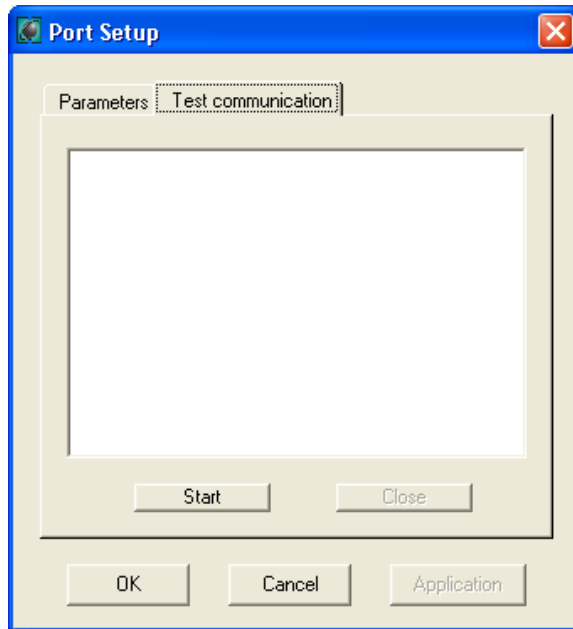 Port Setup
Parameters Test communication
Start Close
OK Cancel Application